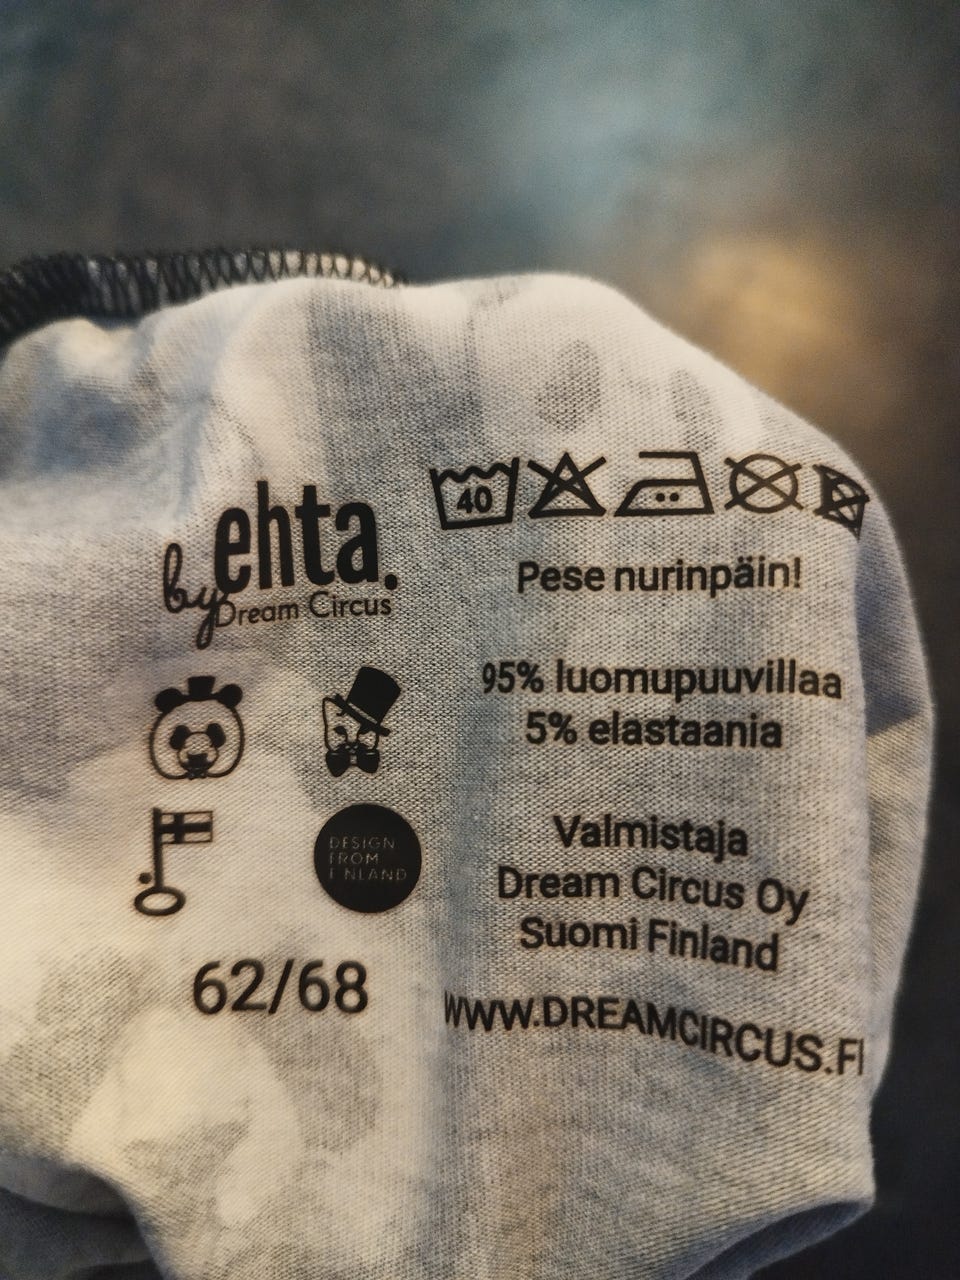 ehta.
by Dream Circus
DESIGN
FROM
FINLAND
62/68
40
Pese nurinpäin!
95% luomupuuvillaa
5% elastaania
Valmistaja
Dream Circus Oy
Suomi Finland
WWW.DREAMCIRCUS.FI